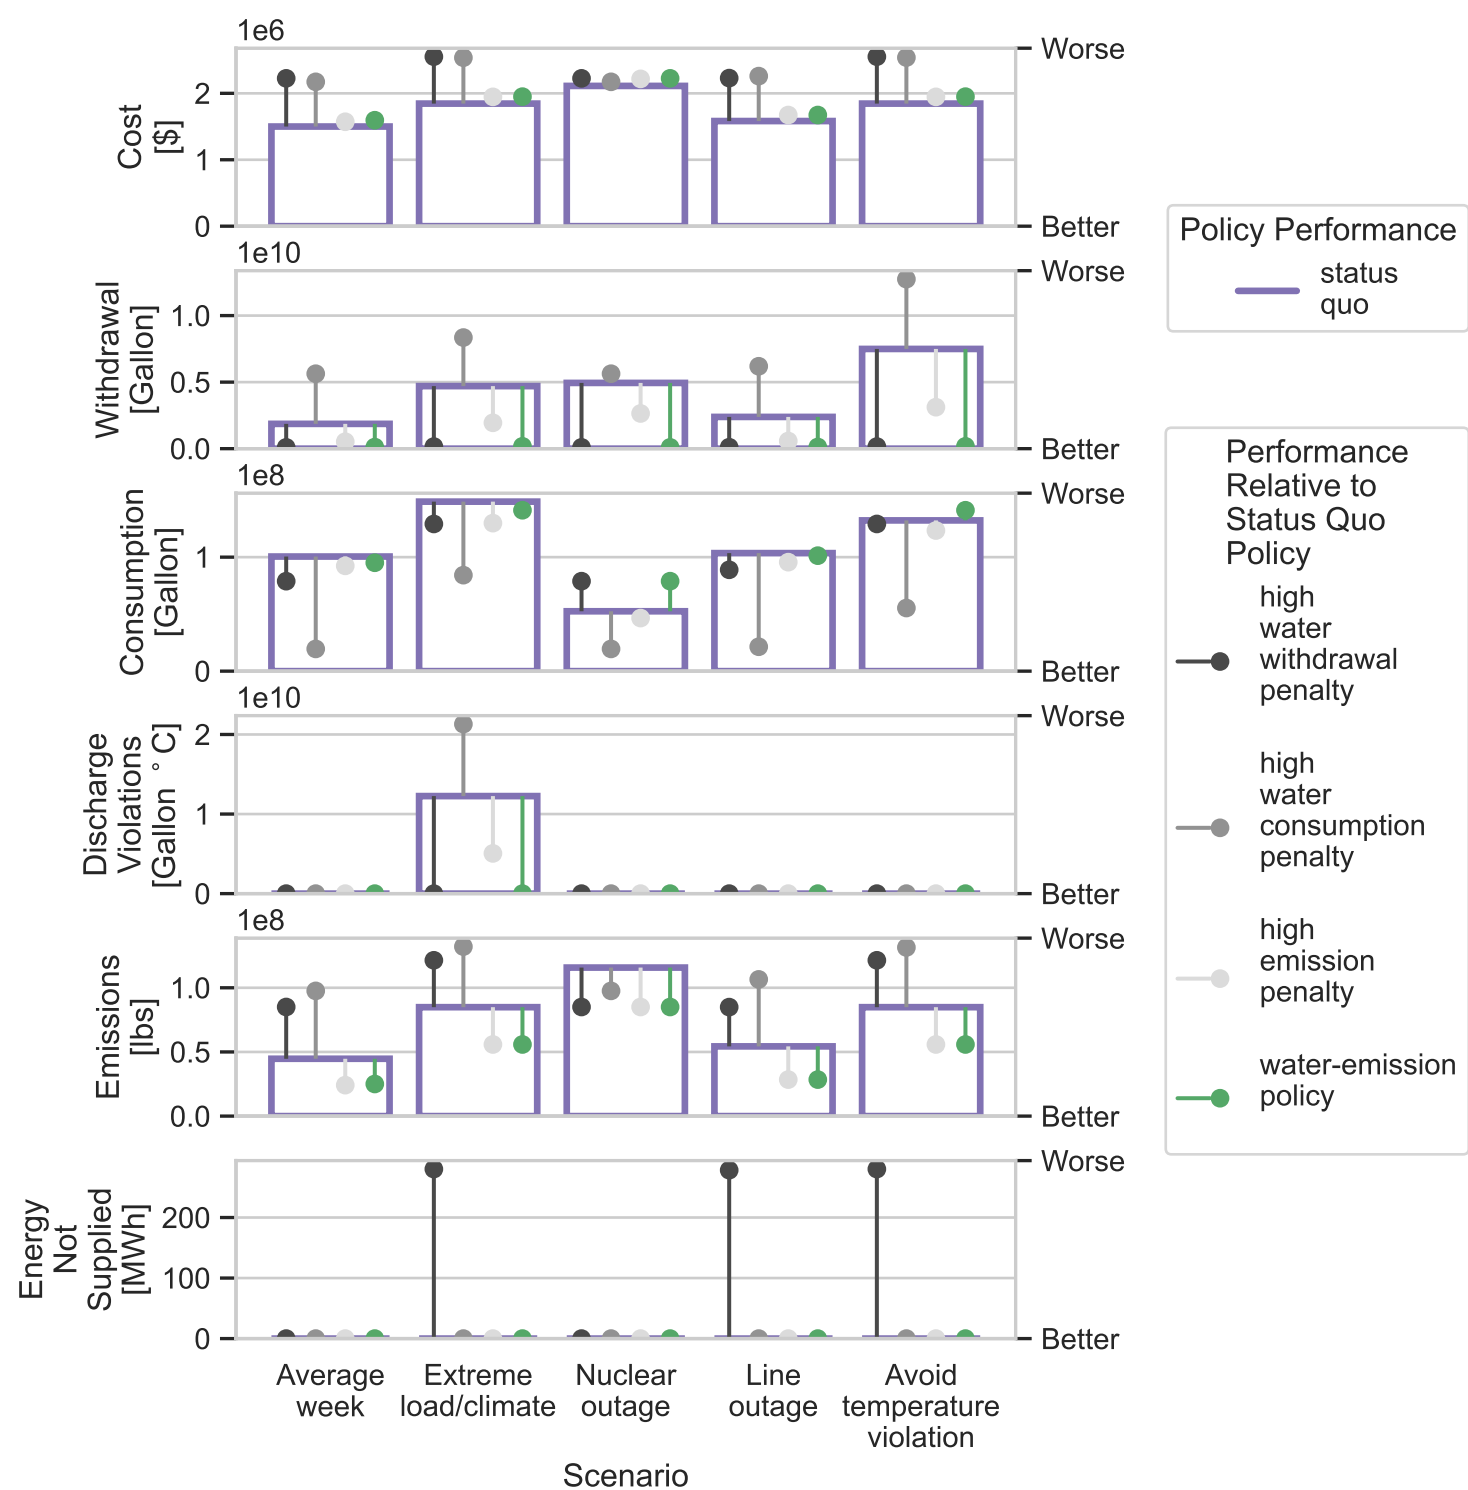 1e6
Cost
[$]
2
1
0
Worse
Better
1e10
Withdrawal
[Gallon]
1.0
0.5
0.0
Worse
Better
1e8
Consumption
[Gallon]
1
0
Worse
Better
1e10
Discharge
Violations
[Gallon ° C]
2
1
0
Worse
Better
1e8
Emissions
[lbs]
1.0
0.5
0.0
Worse
Better
Energy
Not
Supplied
[MWh]
200
100
0
Worse
Better
Average
week
Extreme
load/climate
Nuclear
outage
Line
outage
Avoid
temperature
violation
Scenario
Policy Performance
status
quo
Performance
Relative to
Status Quo
Policy
high
water
withdrawal
penalty
high
water
consumption
penalty
high
emission
penalty
water-emission
policy